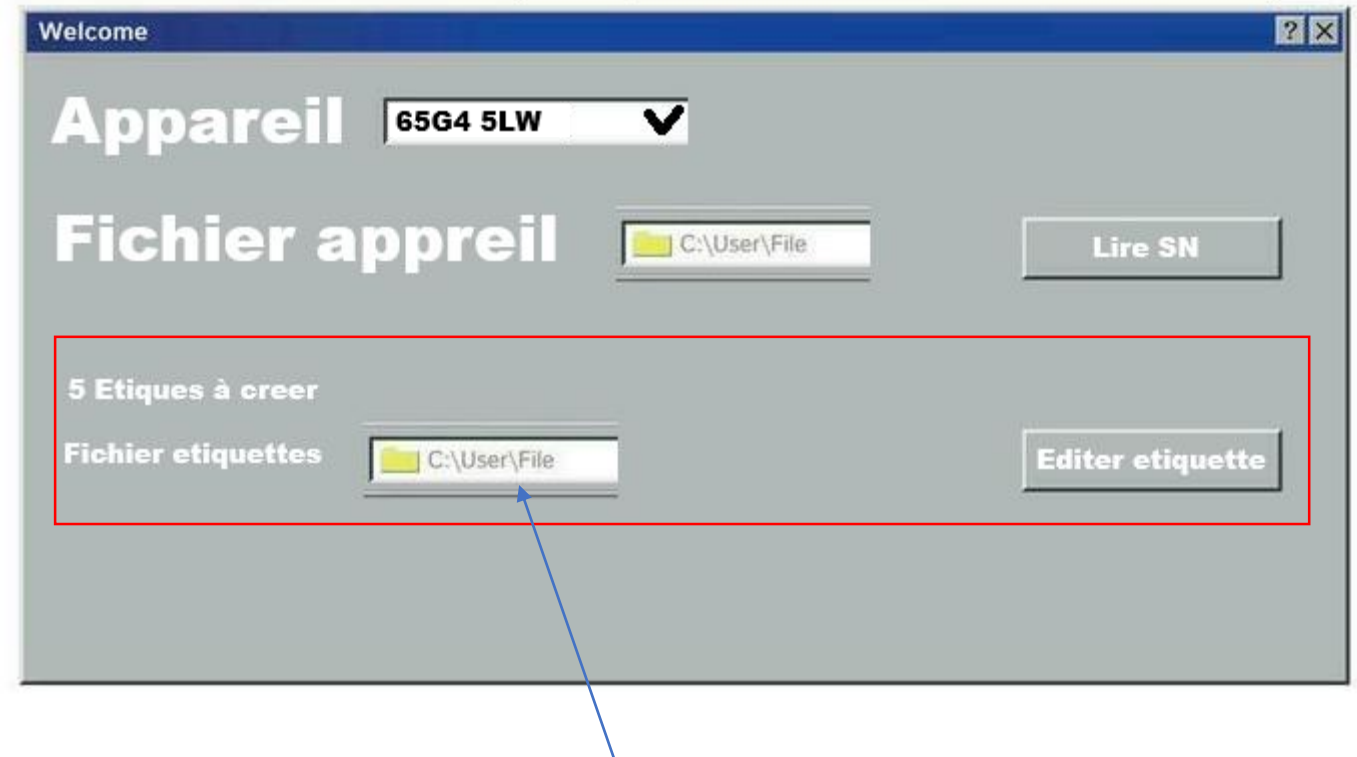 Welcome
Appareil 65G4 5LW
Fichier appreil C:\User\File Lire SN
5 Etiques à creer
Fichier etiquettes C:\User\File Editer etiquette